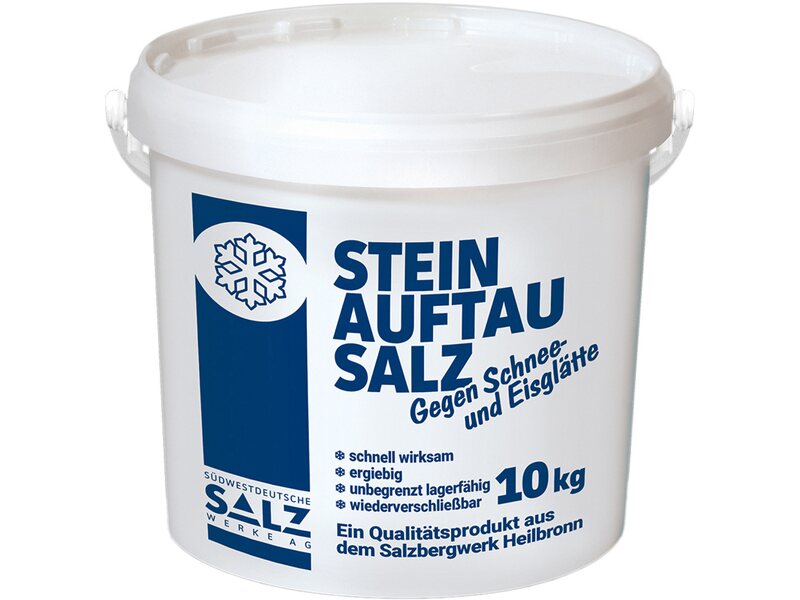 STEIN
AUFTAU
SALZ
Gegen Schnee-
und Eisglätte
schnell wirksam
ergiebig
unbegrenzt lagerfähig
wiederverschließbar
10 kg
Ein Qualitätsprodukt aus
dem Salzbergwerk Heilbronn
SÜDWESTDEUTSCHE
SALZ
WERKE AG